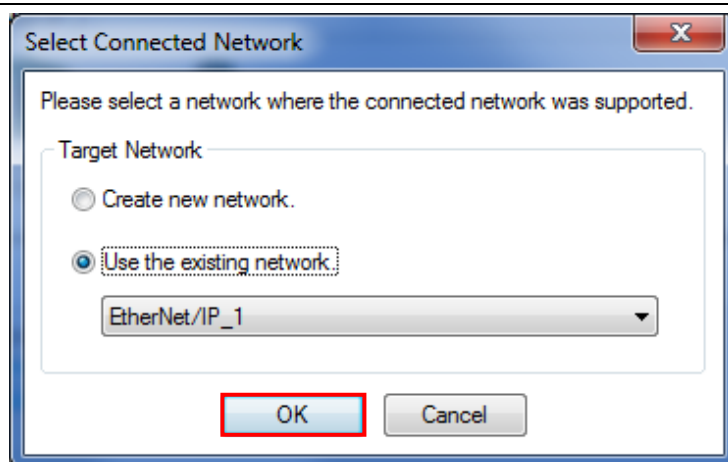 Select Connected Network
Please select a network where the connected network was supported.
Target Network
Create new network.
Use the existing network.
EtherNet/IP_1
OK
Cancel